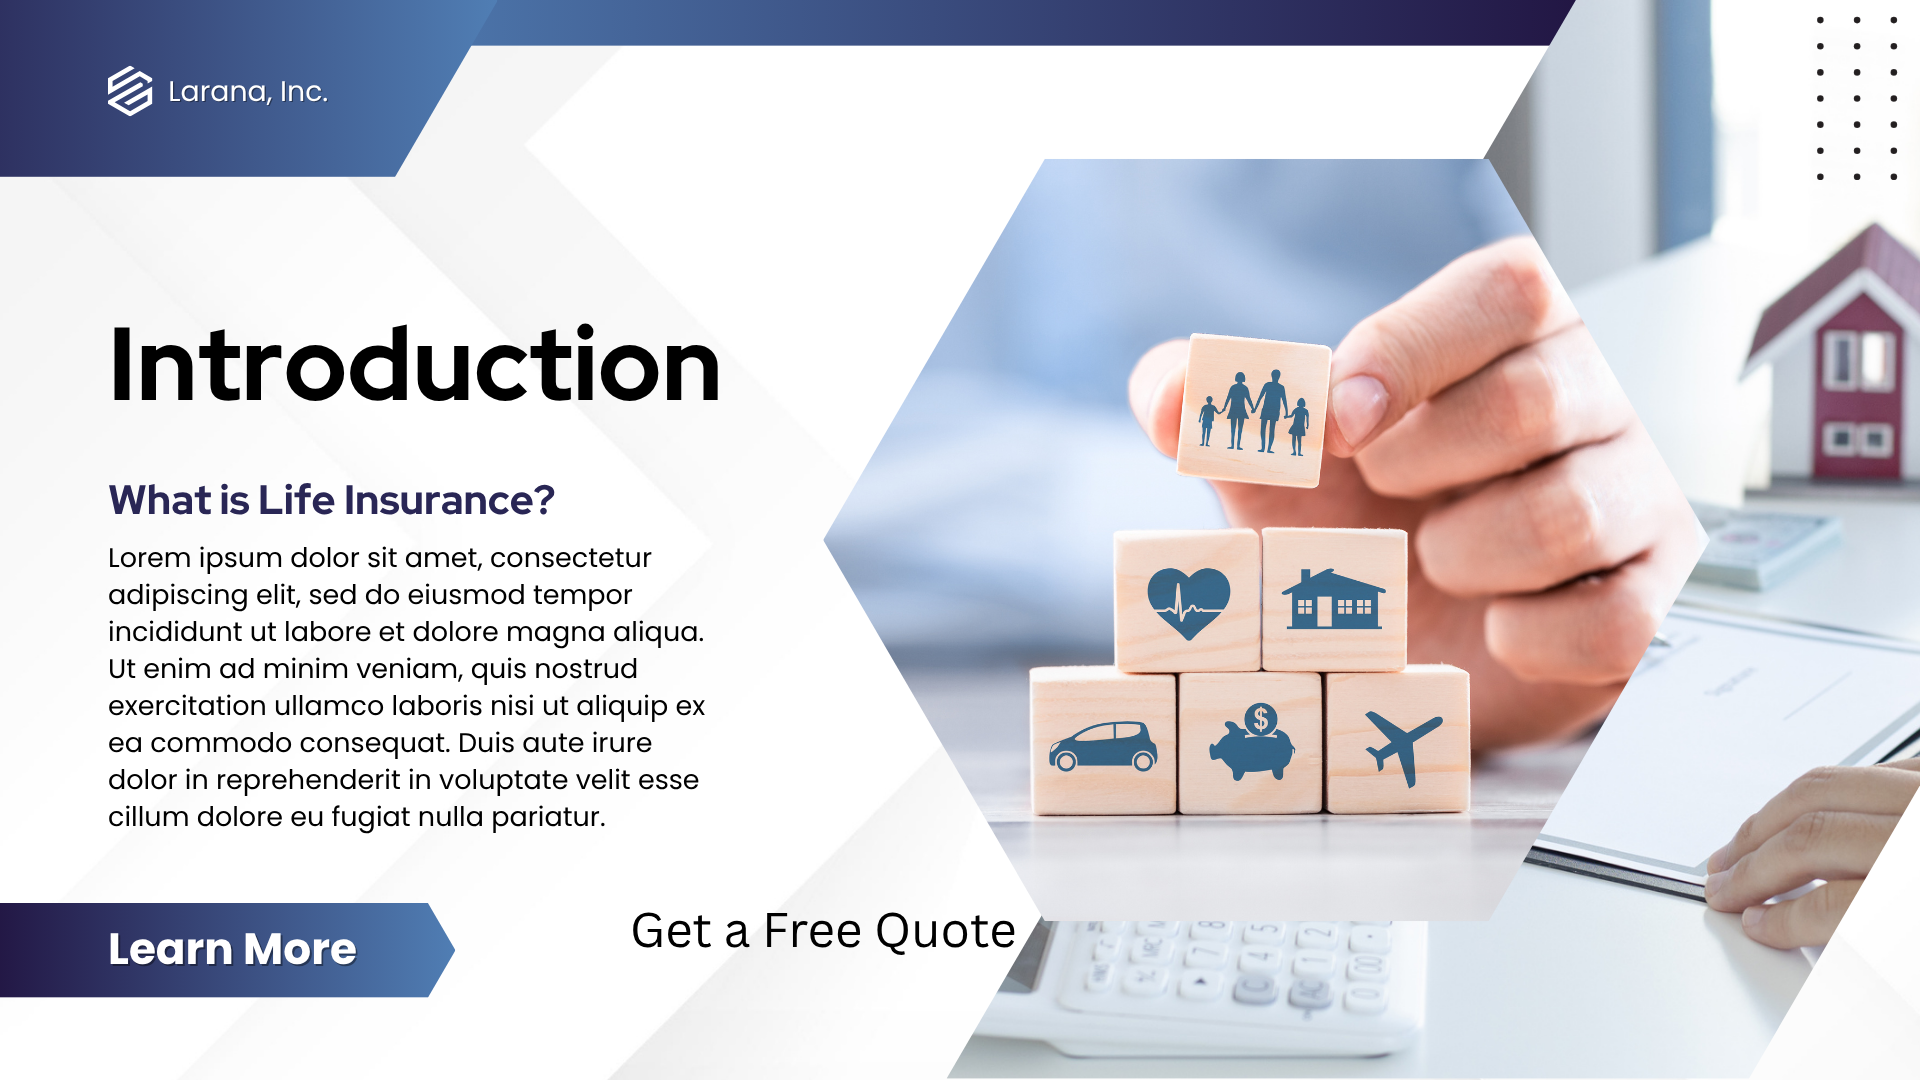 Larana, Inc.
Introduction
What is Life Insurance?
Lorem ipsum dolor sit amet, consectetur
adipiscing elit, sed do eiusmod tempor
incididunt ut labore et dolore magna aliqua.
Ut enim ad minim veniam, quis nostrud
exercitation ullamco laboris nisi ut aliquip ex
ea commodo consequat. Duis aute irure
dolor in reprehenderit in voluptate velit esse
cillum dolore eu fugiat nulla pariatur.
$
Learn More
Get a Free Quote